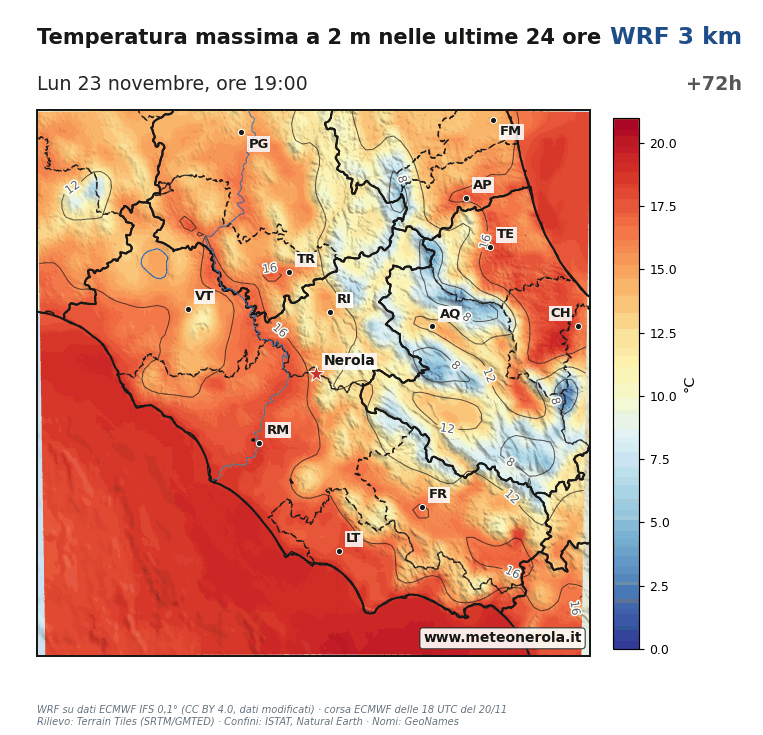 Temperatura massima a 2 m nelle ultime 24 ore WRF 3 km
Lun 23 novembre, ore 19:00 +72h
PG
FM
20.0
AP
8
12
17.5
TE
16
TR
16
15.0
VT
RI
AQ
8
CH
12.5
16
Nerola
8
12
10.0
°C
8
12
RM
8
7.5
FR
12
5.0
LT
16
2.5
16
www.meteonerola.it
0.0
WRF su dati ECMWF IFS 0,1° (CC BY 4.0, dati modificati) · corsa ECMWF delle 18 UTC del 20/11
Rilievo: Terrain Tiles (SRTM/GMTED) · Confini: ISTAT, Natural Earth · Nomi: GeoNames